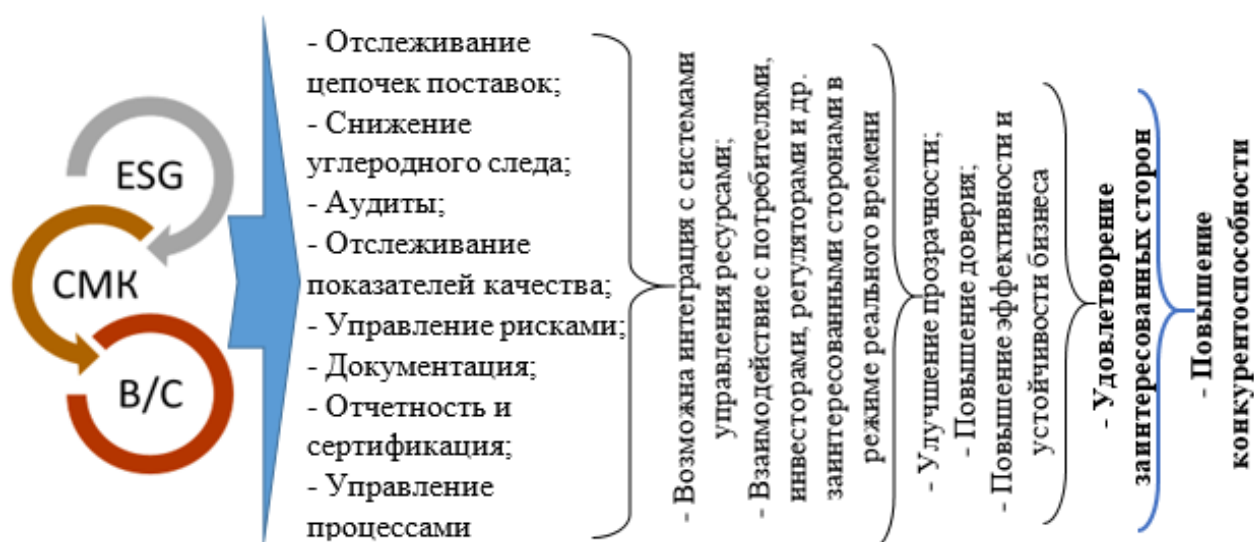 ESG
СМК
B/C
- Отслеживание
цепочек поставок;
- Снижение
углеродного следа;
- Аудиты;
- Отслеживание
показателей качества;
- Управление рисками;
- Документация;
- Отчетность и
сертификация;
- Управление
процессами
- Возможна интеграция с системами
управления ресурсами;
- Взаимодействие с потребителями,
инвесторами, регуляторами и др.
заинтересованными сторонами в
режиме реального времени
- Улучшение прозрачности;
- Повышение доверия;
- Повышение эффективности и
устойчивости бизнеса
- Удовлетворение
заинтересованных сторон
- Повышение
конкурентоспособности